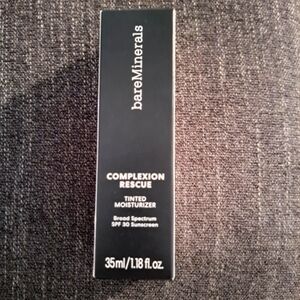 bareMinerals
COMPLEXION
RESCUE
TINTED
MOISTURIZER
Broad Spectrum
SPF 30 Sunscreen
35ml/1.18 fl.oz.